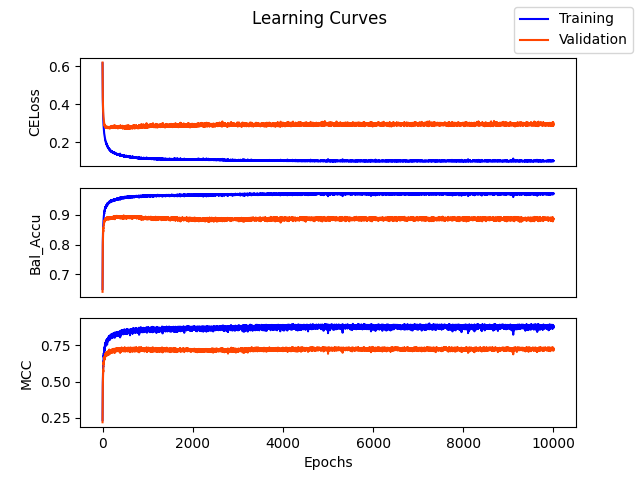 Learning Curves
Training
Validation
CELoss
0.6
0.4
0.2
Bal_Accu
0.9
0.8
0.7
MCC
0.75
0.50
0.25
0 2000 4000 6000 8000 10000
Epochs